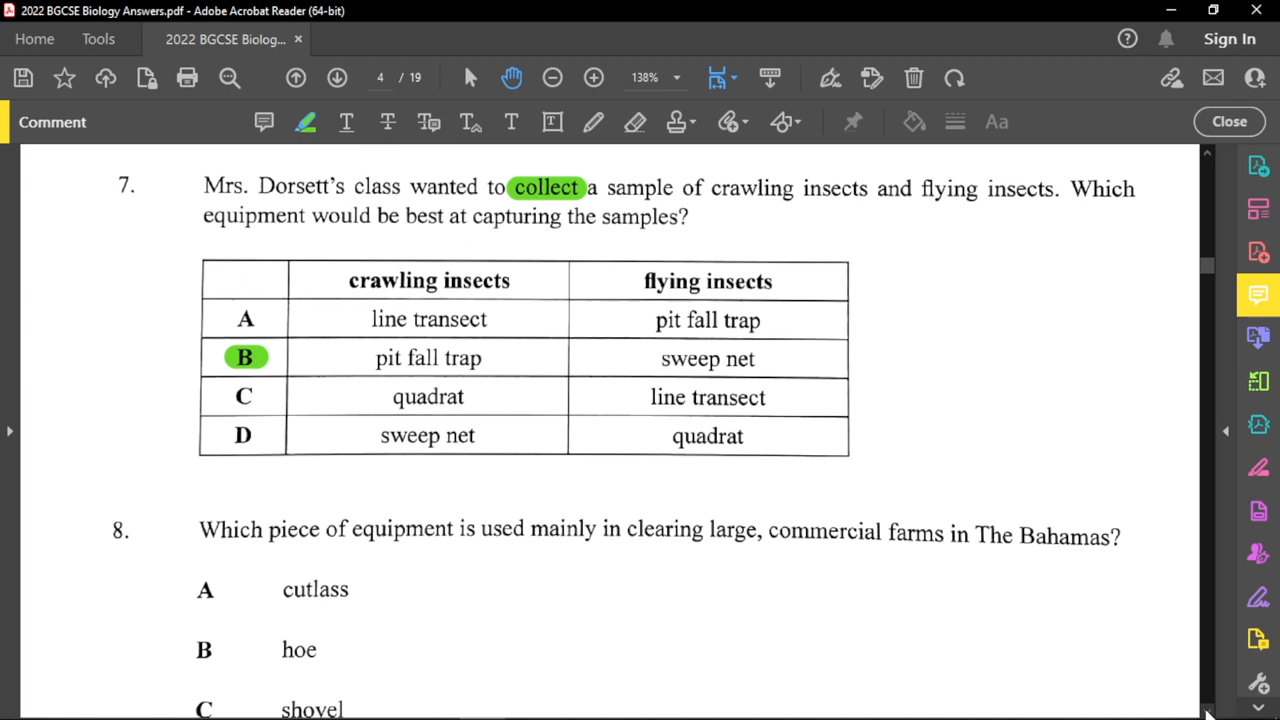 2022 BGCSE Biology Answers.pdf - Adobe Acrobat Reader (64-bit)
Home Tools 2022 BGCSE Biolog... × Sign In
4 / 19 138%
Comment Aa Close
7. Mrs. Dorsett's class wanted to collect a sample of crawling insects and flying insects. Which
equipment would be best at capturing the samples?
crawling insects flying insects
A line transect pit fall trap
B pit fall trap sweep net
C quadrat line transect
D sweep net quadrat
8. Which piece of equipment is used mainly in clearing large, commercial farms in The Bahamas?
A cutlass
B hoe
C shovel